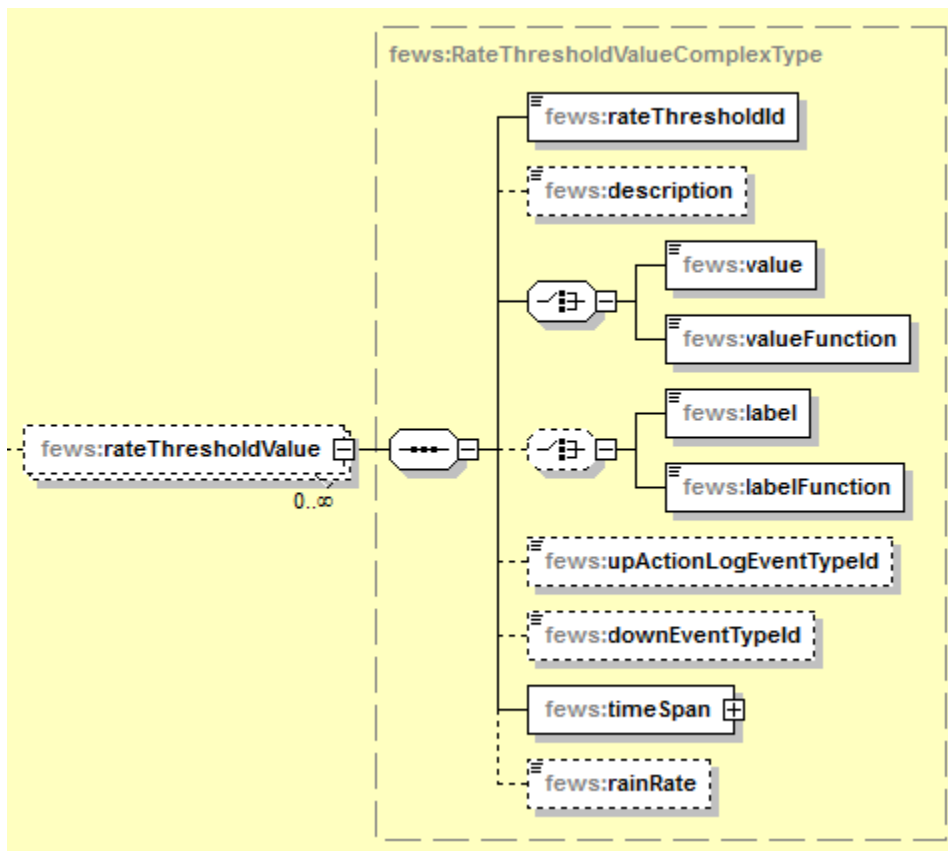 fews:RateThresholdValueComplexType
fews:rateThresholdId
fews:description
fews:value
fews:valueFunction
fews:label
fews:rateThresholdValue
0..∞
fews:labelFunction
fews:upActionLogEventTypeId
fews:downEventTypeId
fews:timeSpan
fews:rainRate